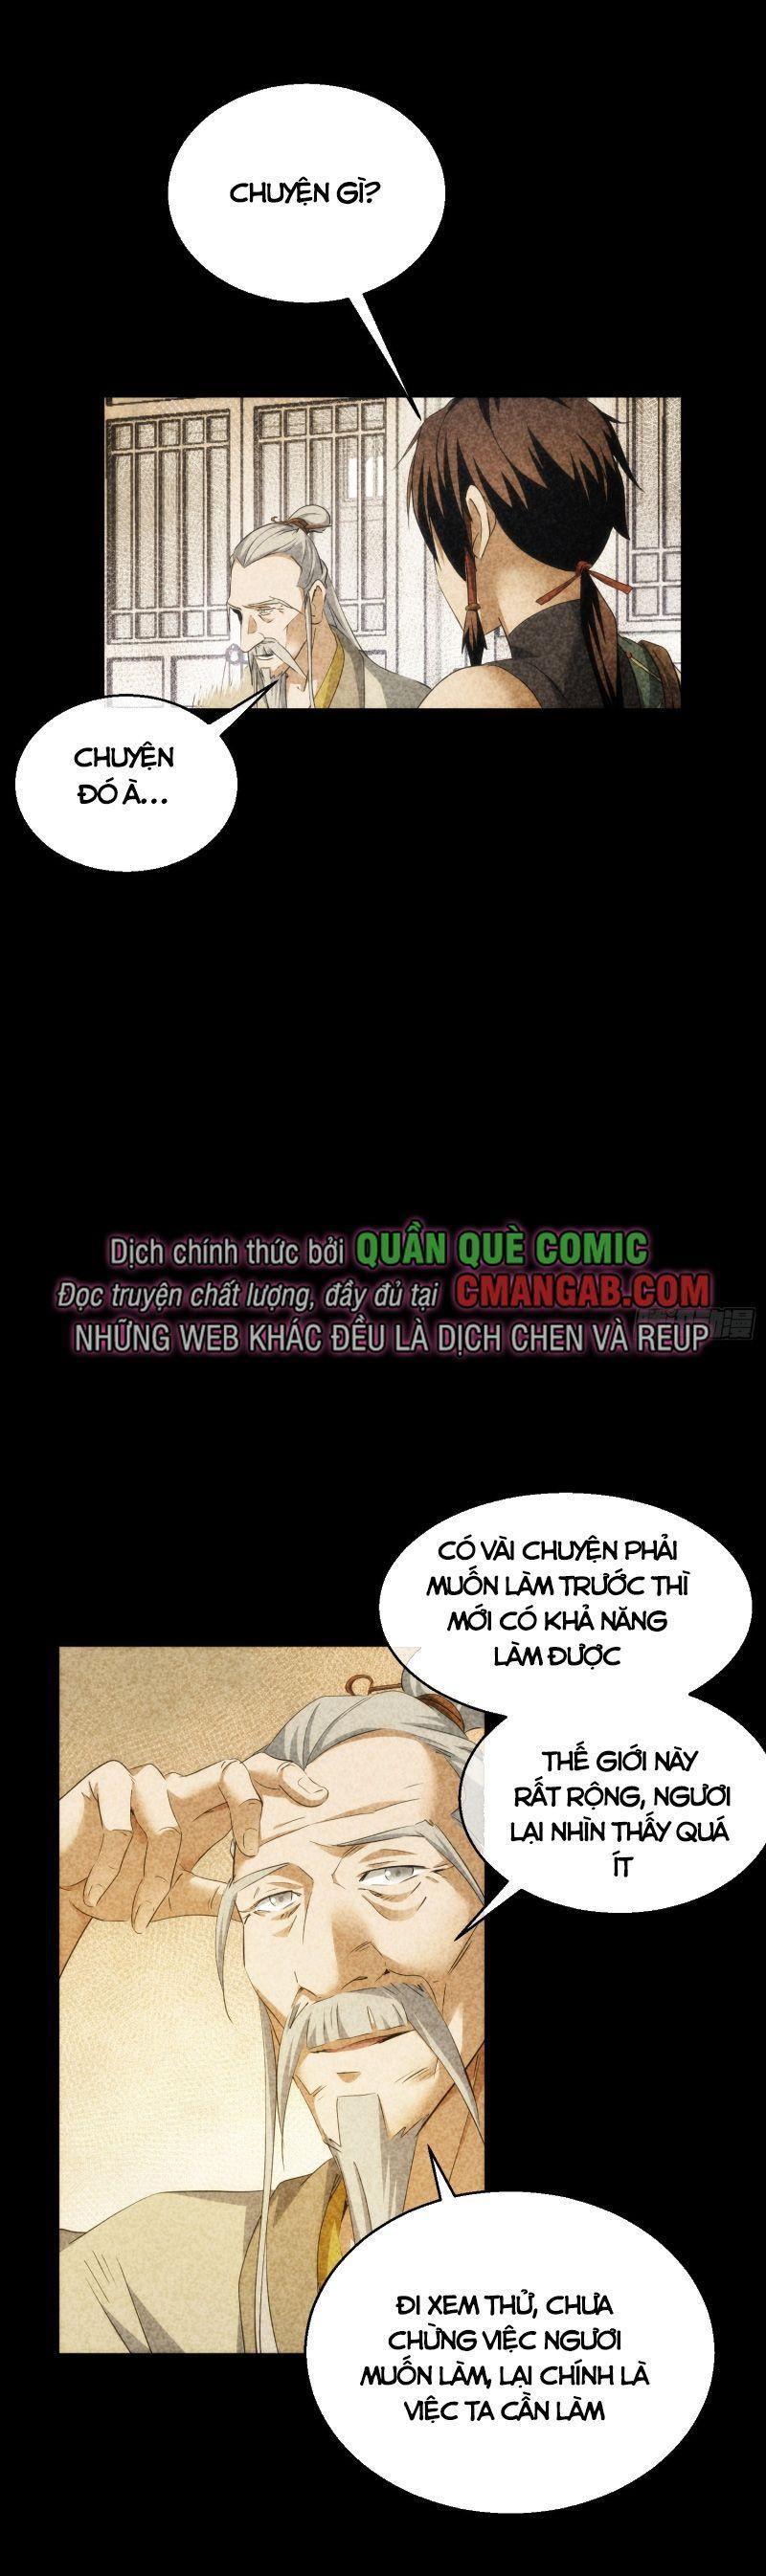 CHUYỆN GÌ?
CHUYỆN
ĐÓ À...
Dịch chính thức bởi QUẦN QUÈ COMIC
Đọc truyện chất lượng, đầy đủ tại CMANGAB.COM
NHỮNG WEB KHÁC ĐỀU LÀ DỊCH CHEN VÀ REUP
CÓ VÀI CHUYỆN PHẢI
MUỐN LÀM TRƯỚC THÌ
MỚI CÓ KHẢ NĂNG
LÀM ĐƯỢC
THẾ GIỚI NÀY
RẤT RỘNG, NGƯƠI
LẠI NHÌN THẤY QUÁ
ÍT
ĐI XEM THỬ, CHƯA
CHỪNG VIỆC NGƯƠI
MUỐN LÀM, LẠI CHÍNH LÀ
VIỆC TA CẦN LÀM